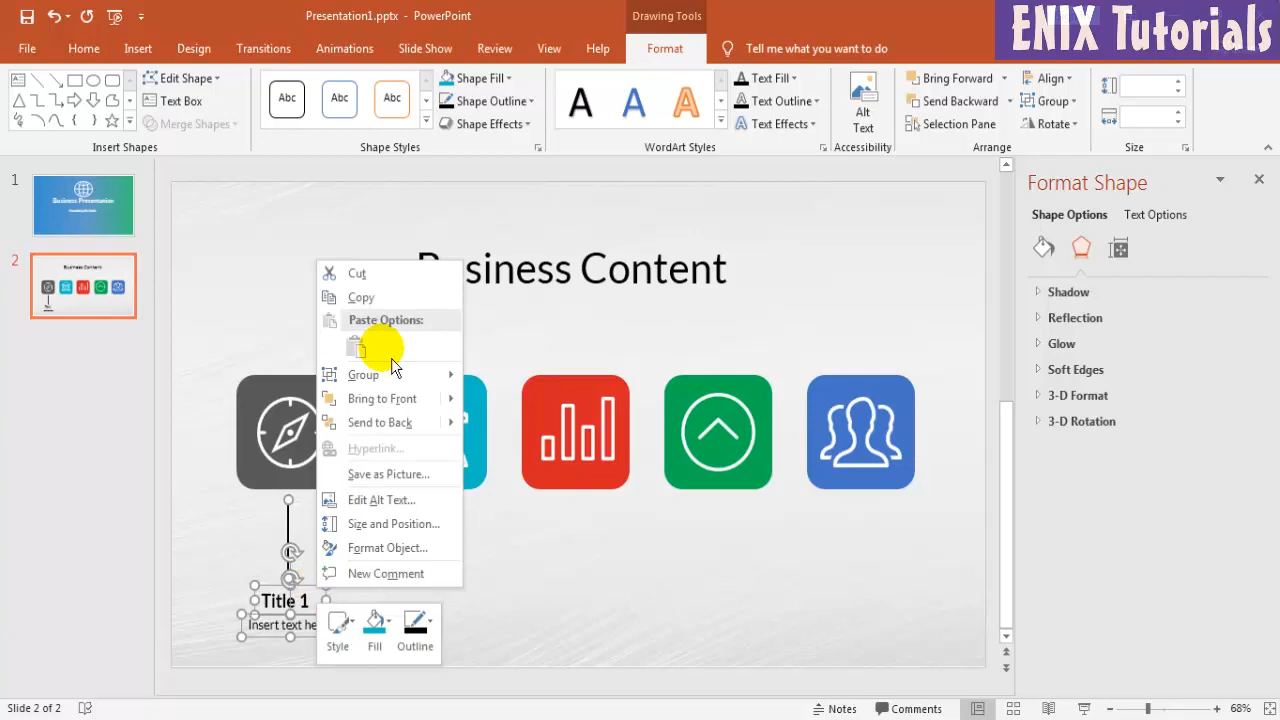 Presentation1.pptx - PowerPoint
Drawing Tools
ENIX Tutorials
File Home Insert Design Transitions Animations Slide Show Review View Help Format Tell me what you want to do
Edit Shape
Text Box
Merge Shapes
Insert Shapes
Abc Abc Abc
Shape Fill
Shape Outline
Shape Effects
Shape Styles
A A A
Text Fill
Text Outline
Text Effects
WordArt Styles
Alt
Text
Accessibility
Bring Forward
Send Backward
Selection Pane
Align
Group
Rotate
Arrange
Size
1
Business Presentation
2
Business Content
Business Content
Cut
Copy
Paste Options:
Group
Bring to Front
Send to Back
Hyperlink...
Save as Picture...
Edit Alt Text...
Size and Position...
Format Object...
New Comment
Title 1
Insert text he
Style Fill Outline
Format Shape
Shape Options Text Options
Shadow
Reflection
Glow
Soft Edges
3-D Format
3-D Rotation
Slide 2 of 2
Notes Comments
68%